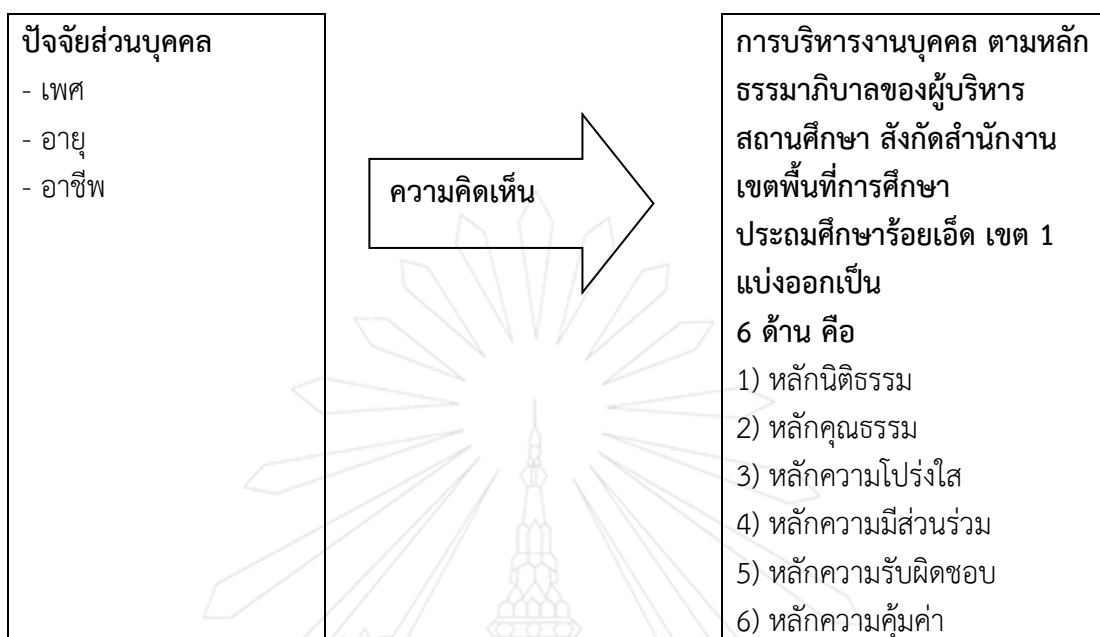 ปัจจัยส่วนบุคคล
- เพศ
- อายุ
- อาชีพ
ความคิดเห็น
การบริหารงานบุคคล ตามหลัก
ธรรมาภิบาลของผู้บริหาร
สถานศึกษา สังกัดสำนักงาน
เขตพื้นที่การศึกษา
ประถมศึกษาร้อยเอ็ด เขต 1
แบ่งออกเป็น
6 ด้าน คือ
1) หลักนิติธรรม
2) หลักคุณธรรม
3) หลักความโปร่งใส
4) หลักความมีส่วนร่วม
5) หลักความรับผิดชอบ
6) หลักความคุ้มค่า